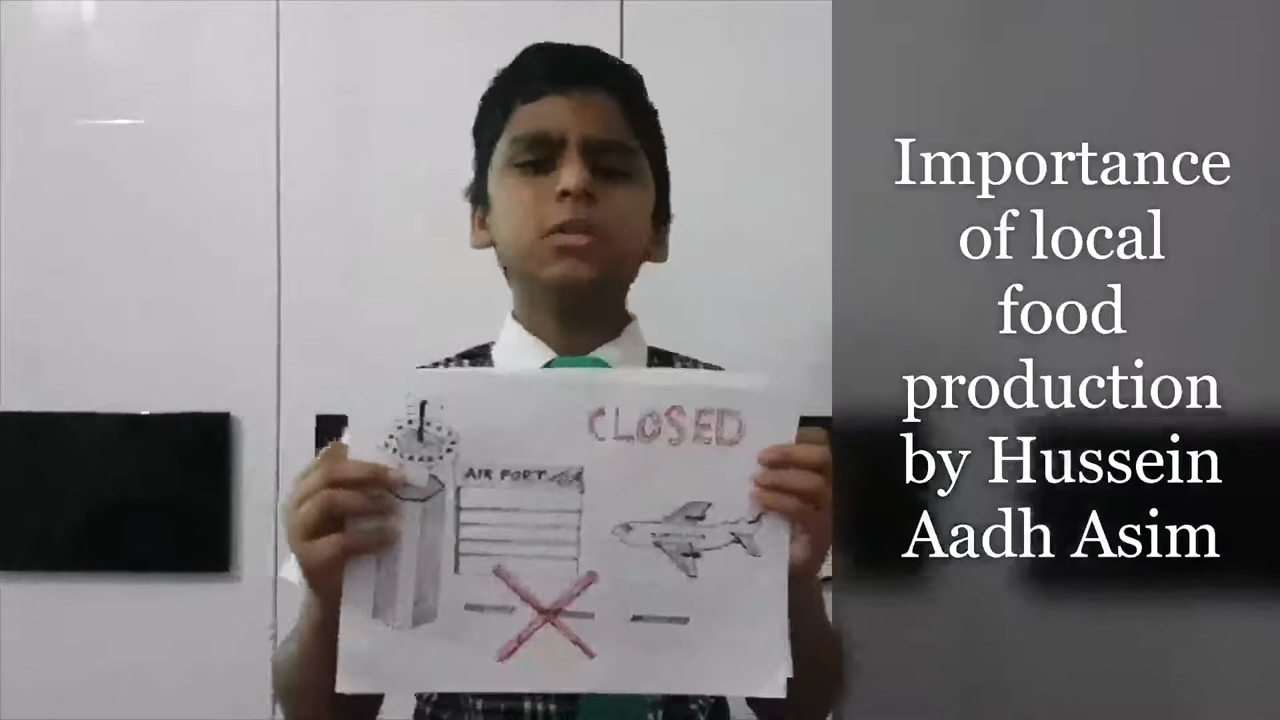 CLOSED
AIR PORT
Importance
of local
food
production
by Hussein
Aadh Asim